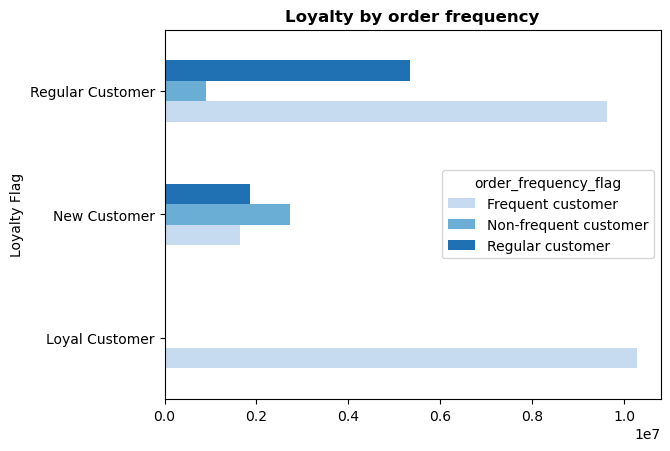 Loyalty by order frequency
Loyalty Flag
Regular Customer
New Customer
Loyal Customer
order_frequency_flag
Frequent customer
Non-frequent customer
Regular customer
0.0 0.2 0.4 0.6 0.8 1.0
1e7